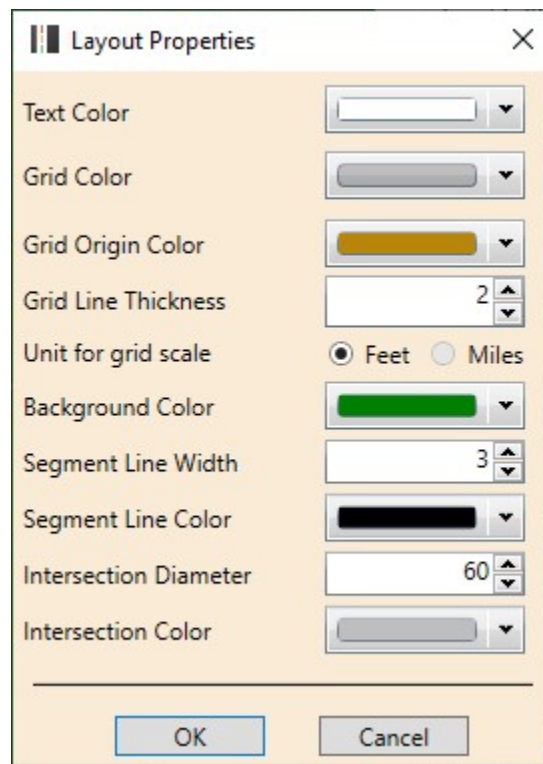 Layout Properties
Text Color
Grid Color
Grid Origin Color
Grid Line Thickness 2
Unit for grid scale Feet Miles
Background Color
Segment Line Width 3
Segment Line Color
Intersection Diameter 60
Intersection Color
OK Cancel